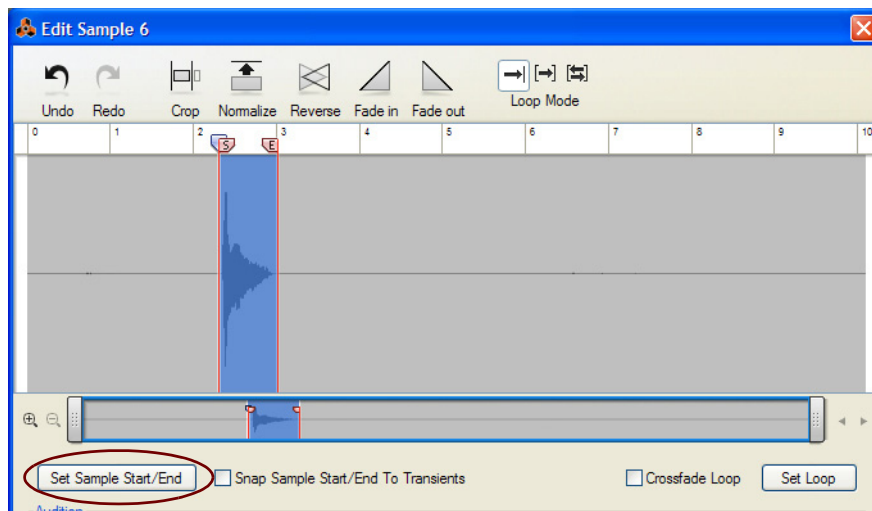 Edit Sample 6
Undo Redo Crop Normalize Reverse Fade in Fade out Loop Mode
0 1 2 3 4 5 6 7 8 9 10
S E
Set Sample Start/End Snap Sample Start/End To Transients Crossfade Loop Set Loop
Audition